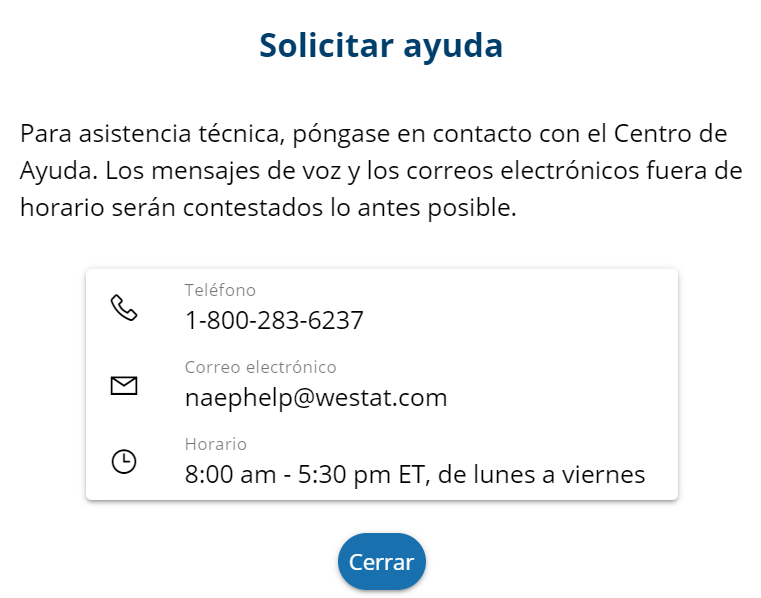 Solicitar ayuda
Para asistencia técnica, póngase en contacto con el Centro de
Ayuda. Los mensajes de voz y los correos electrónicos fuera de
horario serán contestados lo antes posible.
Teléfono
1-800-283-6237
Correo electrónico
naephelp@westat.com
Horario
8:00 am - 5:30 pm ET, de lunes a viernes
Cerrar